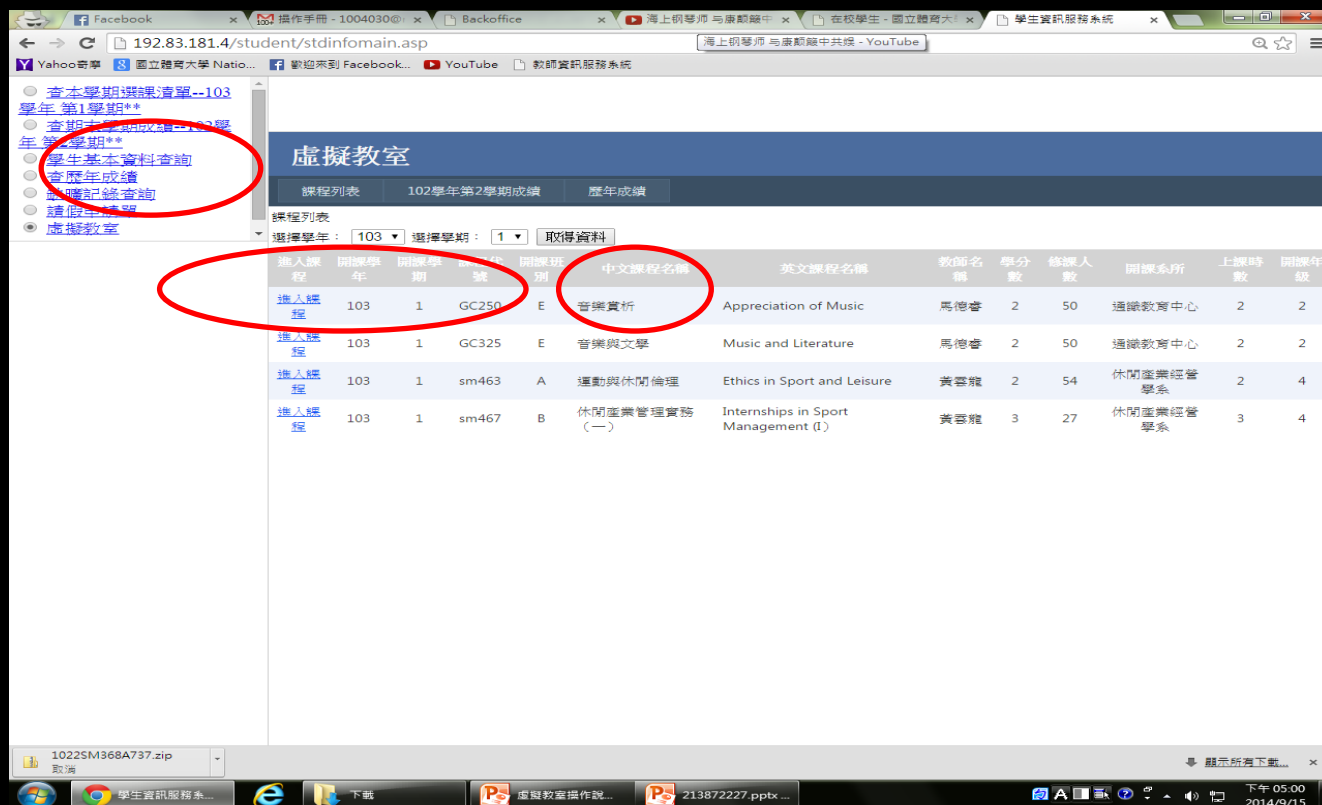 Facebook
操作手冊 - 1004030@
Backoffice
海上钢琴师 与康颤籁中
在校學生 - 國立體育大
學生資訊服務系統
192.83.181.4/student/stdinfomain.asp
海上钢琴师 与康颤籁中共娱 - YouTube
Yahoo奇摩 國立體育大學 Natio... 歡迎來到 Facebook... YouTube 教師資訊服務系統
查本學期選課清單--103
學年 第1學期**
查期末學期成績--102學
年 第2學期**
學生基本資料查詢
查歷年成績
缺曠記錄查詢
請假申請單
虛擬教室
虛擬教室
課程列表 102學年第2學期成績 歷年成績
課程列表
選擇學年： 103 選擇學期： 1 取得資料
進入課程 開課學年 開課學期 號 開課班別 中文課程名稱 英文課程名稱 教師名稱 學分數 修課人數 開課系所 上課時數 開課年級
進入課程 103 1 GC250 E 音樂賞析 Appreciation of Music 馬德睿 2 50 通識教育中心 2 2
進入課程 103 1 GC325 E 音樂與文學 Music and Literature 馬德睿 2 50 通識教育中心 2 2
進入課程 103 1 sm463 A 運動與休閒倫理 Ethics in Sport and Leisure 黃雲龍 2 54 休閒產業經營學系 2 4
進入課程 103 1 sm467 B 休閒產業管理實務（一） Internships in Sport Management (I) 黃雲龍 3 27 休閒產業經營學系 3 4
1022SM368A737.zip
取消
顯示所有下載...
學生資訊服務系...
下載
虛擬教室操作說...
213872227.pptx ...
下午 05:00
2014/9/15